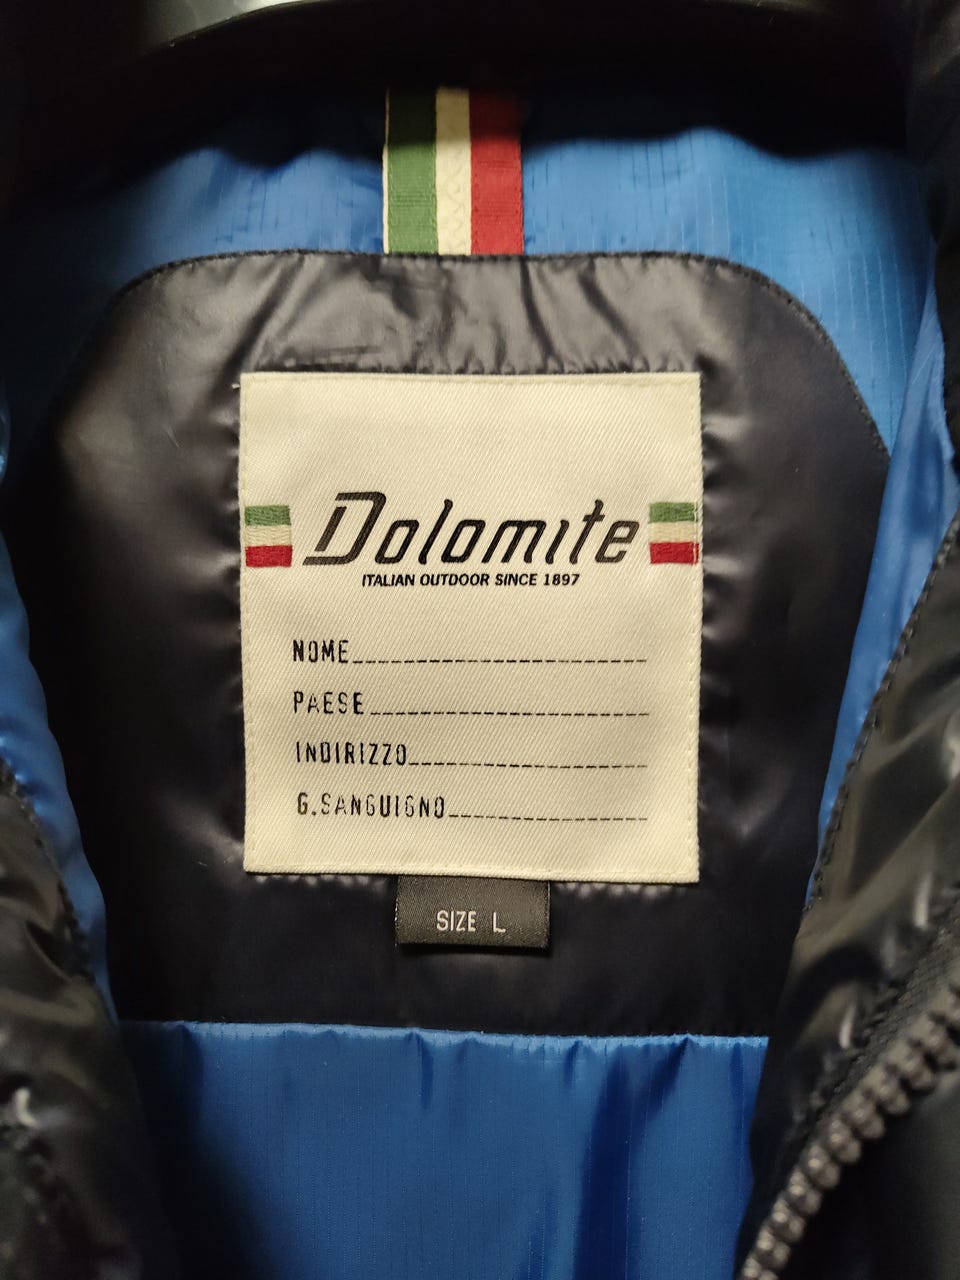 Dolomite
ITALIAN OUTDOOR SINCE 1897
NOME
PAESE
INDIRIZZO
G.SANGUIGNO
SIZE L